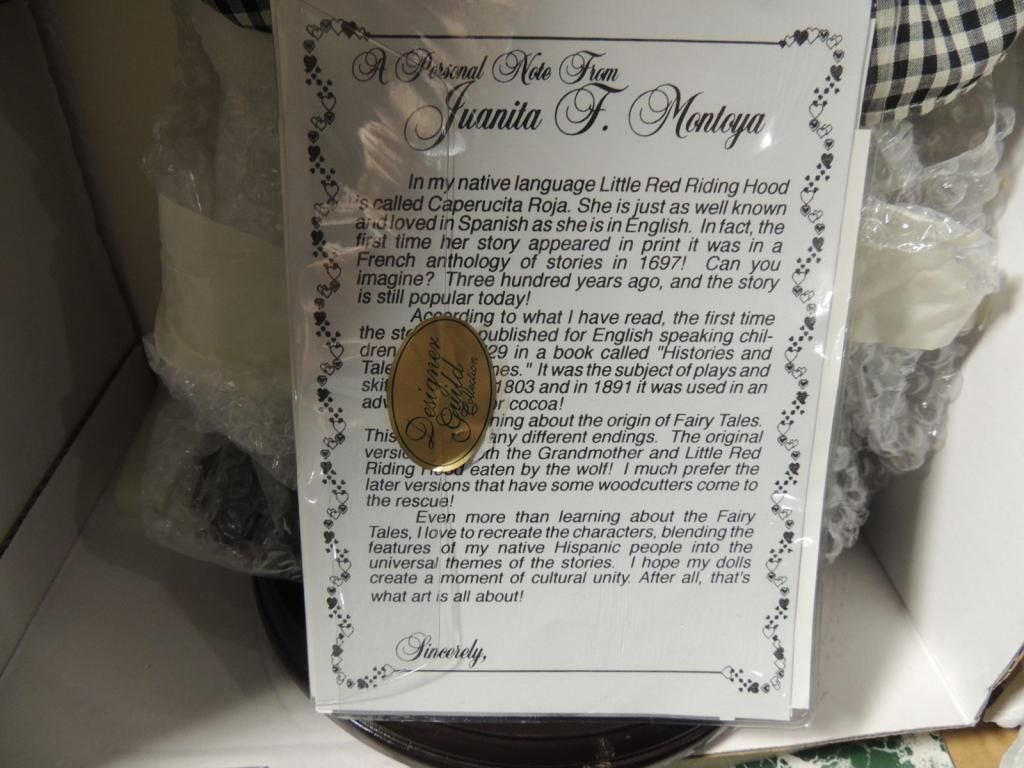 A Personal Note From
Juanita F. Montoya
In my native language Little Red Riding Hood
is called Caperucita Roja. She is just as well known
and loved in Spanish as she is in English. In fact, the
first time her story appeared in print it was in a
French anthology of stories in 1697! Can you
imagine? Three hundred years ago, and the story
is still popular today!
According to what I have read, the first time
the published for English speaking chil-
dren 29 in a book called "Histories and
It was the subject of plays and
1803 and in 1891 it was used in an
cocoa!
about the origin of Fairy Tales.
This different endings. The original
the Grandmother and Little Red
Riding Hood eaten by the wolf! I much prefer the
later versions that have some woodcutters come to
the rescue!
Even more than learning about the Fairy
Tales, I love to recreate the characters, blending the
features of my native Hispanic people into the
universal themes of the stories. I hope my dolls
create a moment of cultural unity. After all, that's
what art is all about!
Sincerely,
Designer
Guild
Collection